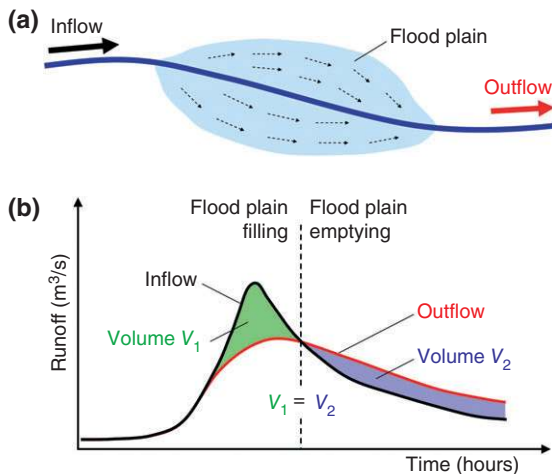 (a)
Inflow
Flood plain
Outflow
(b)
Flood plain
filling
Flood plain
emptying
Runoff (m³/s)
Inflow
Volume V₁
Outflow
Volume V₂
V₁ = V₂
Time (hours)